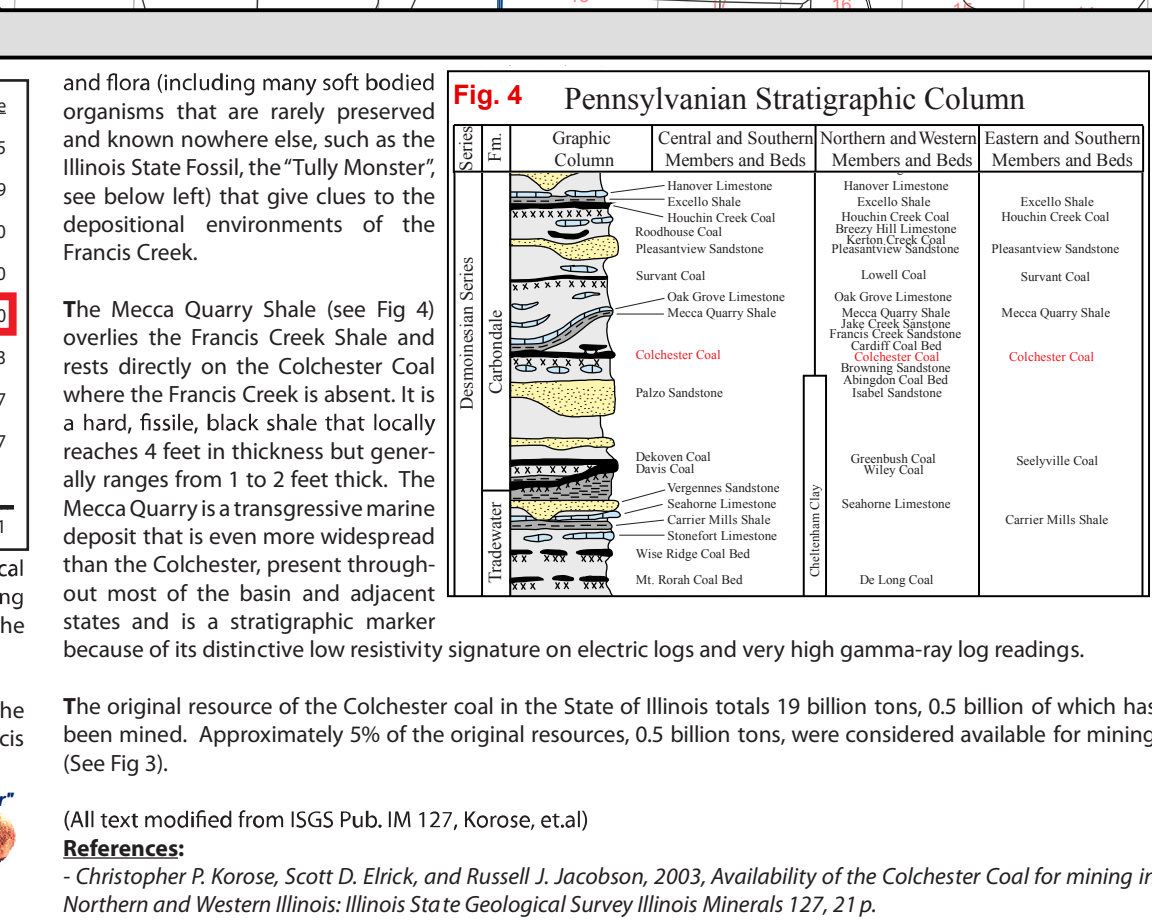 16
17
16
15
e
5
9
0
0
0
3
7
7
1
cal
ng
he
he
cis
r"
and flora (including many soft bodied
organisms that are rarely preserved
and known nowhere else, such as the
Illinois State Fossil, the “Tully Monster”,
see below left) that give clues to the
depositional environments of the
Francis Creek.
The Mecca Quarry Shale (see Fig 4)
overlies the Francis Creek Shale and
rests directly on the Colchester Coal
where the Francis Creek is absent. It is
a hard, fissile, black shale that locally
reaches 4 feet in thickness but gener-
ally ranges from 1 to 2 feet thick. The
Mecca Quarry is a transgressive marine
deposit that is even more widespread
than the Colchester, present through-
out most of the basin and adjacent
states and is a stratigraphic marker
because of its distinctive low resistivity signature on electric logs and very high gamma-ray log readings.
Fig. 4
Pennsylvanian Stratigraphic Column
Series
Fm.
Graphic
Column
Central and Southern
Members and Beds
Northern and Western
Members and Beds
Eastern and Southern
Members and Beds
Desmoinesian Series
Carbondale
Tradewater
Hanover Limestone
Excello Shale
Houchin Creek Coal
Roodhouse Coal
Pleasantview Sandstone
Survant Coal
Oak Grove Limestone
Mecca Quarry Shale
Colchester Coal
Palzo Sandstone
Dekoven Coal
Davis Coal
Vergennes Sandstone
Seahorne Limestone
Carrier Mills Shale
Stonefort Limestone
Wise Ridge Coal Bed
Mt. Rorah Coal Bed
Hanover Limestone
Excello Shale
Houchin Creek Coal
Breezy Hill Limestone
Kerton Creek Coal
Pleasantview Sandstone
Lowell Coal
Oak Grove Limestone
Mecca Quarry Shale
Jake Creek Sanstone
Francis Creek Sandstone
Cardiff Coal Bed
Colchester Coal
Browning Sandstone
Abingdon Coal Bed
Isabel Sandstone
Greenbush Coal
Wiley Coal
Seahorne Limestone
De Long Coal
Cheltenham Clay
Excello Shale
Houchin Creek Coal
Pleasantview Sandstone
Survant Coal
Mecca Quarry Shale
Colchester Coal
Seelyville Coal
Carrier Mills Shale
The original resource of the Colchester coal in the State of Illinois totals 19 billion tons, 0.5 billion of which has
been mined. Approximately 5% of the original resources, 0.5 billion tons, were considered available for mining
(See Fig 3).
(All text modified from ISGS Pub. IM 127, Korose, et.al)
References:
- Christopher P. Korose, Scott D. Elrick, and Russell J. Jacobson, 2003, Availability of the Colchester Coal for mining in
Northern and Western Illinois: Illinois State Geological Survey Illinois Minerals 127, 21 p.